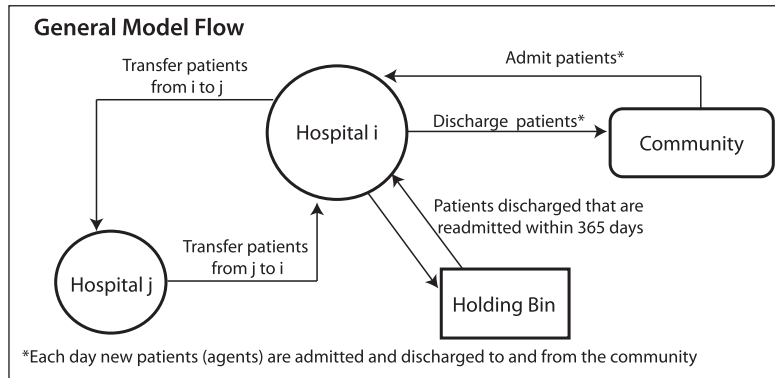 General Model Flow
Transfer patients
from i to j
Admit patients*
Hospital i
Discharge patients*
Community
Patients discharged that are
readmitted within 365 days
Transfer patients
from j to i
Hospital j
Holding Bin
*Each day new patients (agents) are admitted and discharged to and from the community